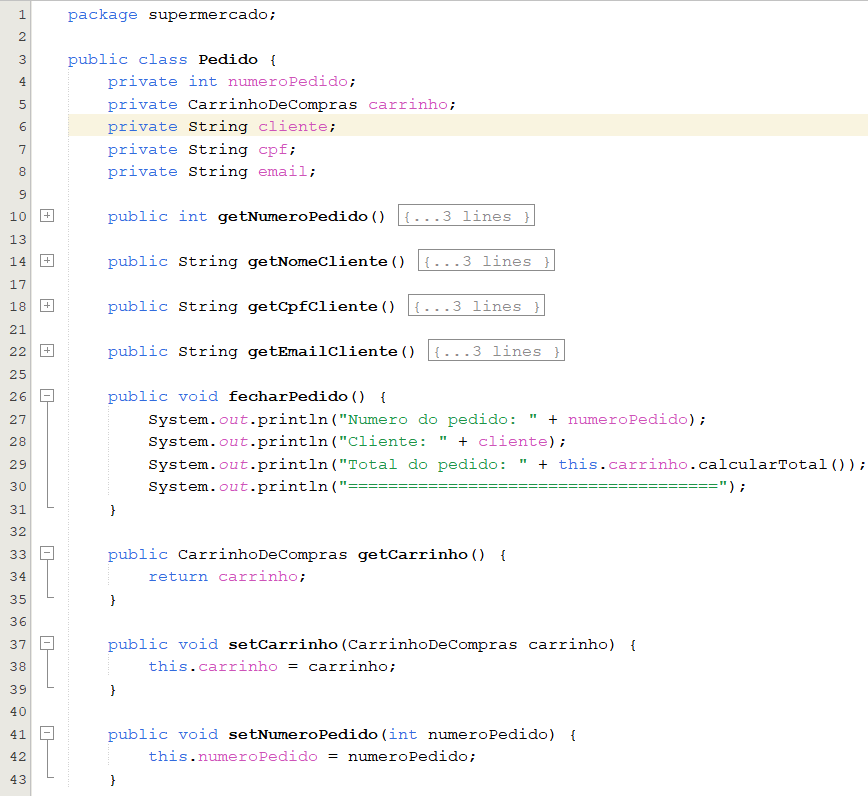 1 package supermercado;
2
3 public class Pedido {
4 private int numeroPedido;
5 private CarrinhoDeCompras carrinho;
6 private String cliente;
7 private String cpf;
8 private String email;
9
10 public int getNumeroPedido() {...3 lines }
13
14 public String getNomeCliente() {...3 lines }
17
18 public String getCpfCliente() {...3 lines }
21
22 public String getEmailCliente() {...3 lines }
25
26 public void fecharPedido() {
27 System.out.println("Numero do pedido: " + numeroPedido);
28 System.out.println("Cliente: " + cliente);
29 System.out.println("Total do pedido: " + this.carrinho.calcularTotal());
30 System.out.println("=====================================");
31 }
32
33 public CarrinhoDeCompras getCarrinho() {
34 return carrinho;
35 }
36
37 public void setCarrinho(CarrinhoDeCompras carrinho) {
38 this.carrinho = carrinho;
39 }
40
41 public void setNumeroPedido(int numeroPedido) {
42 this.numeroPedido = numeroPedido;
43 }